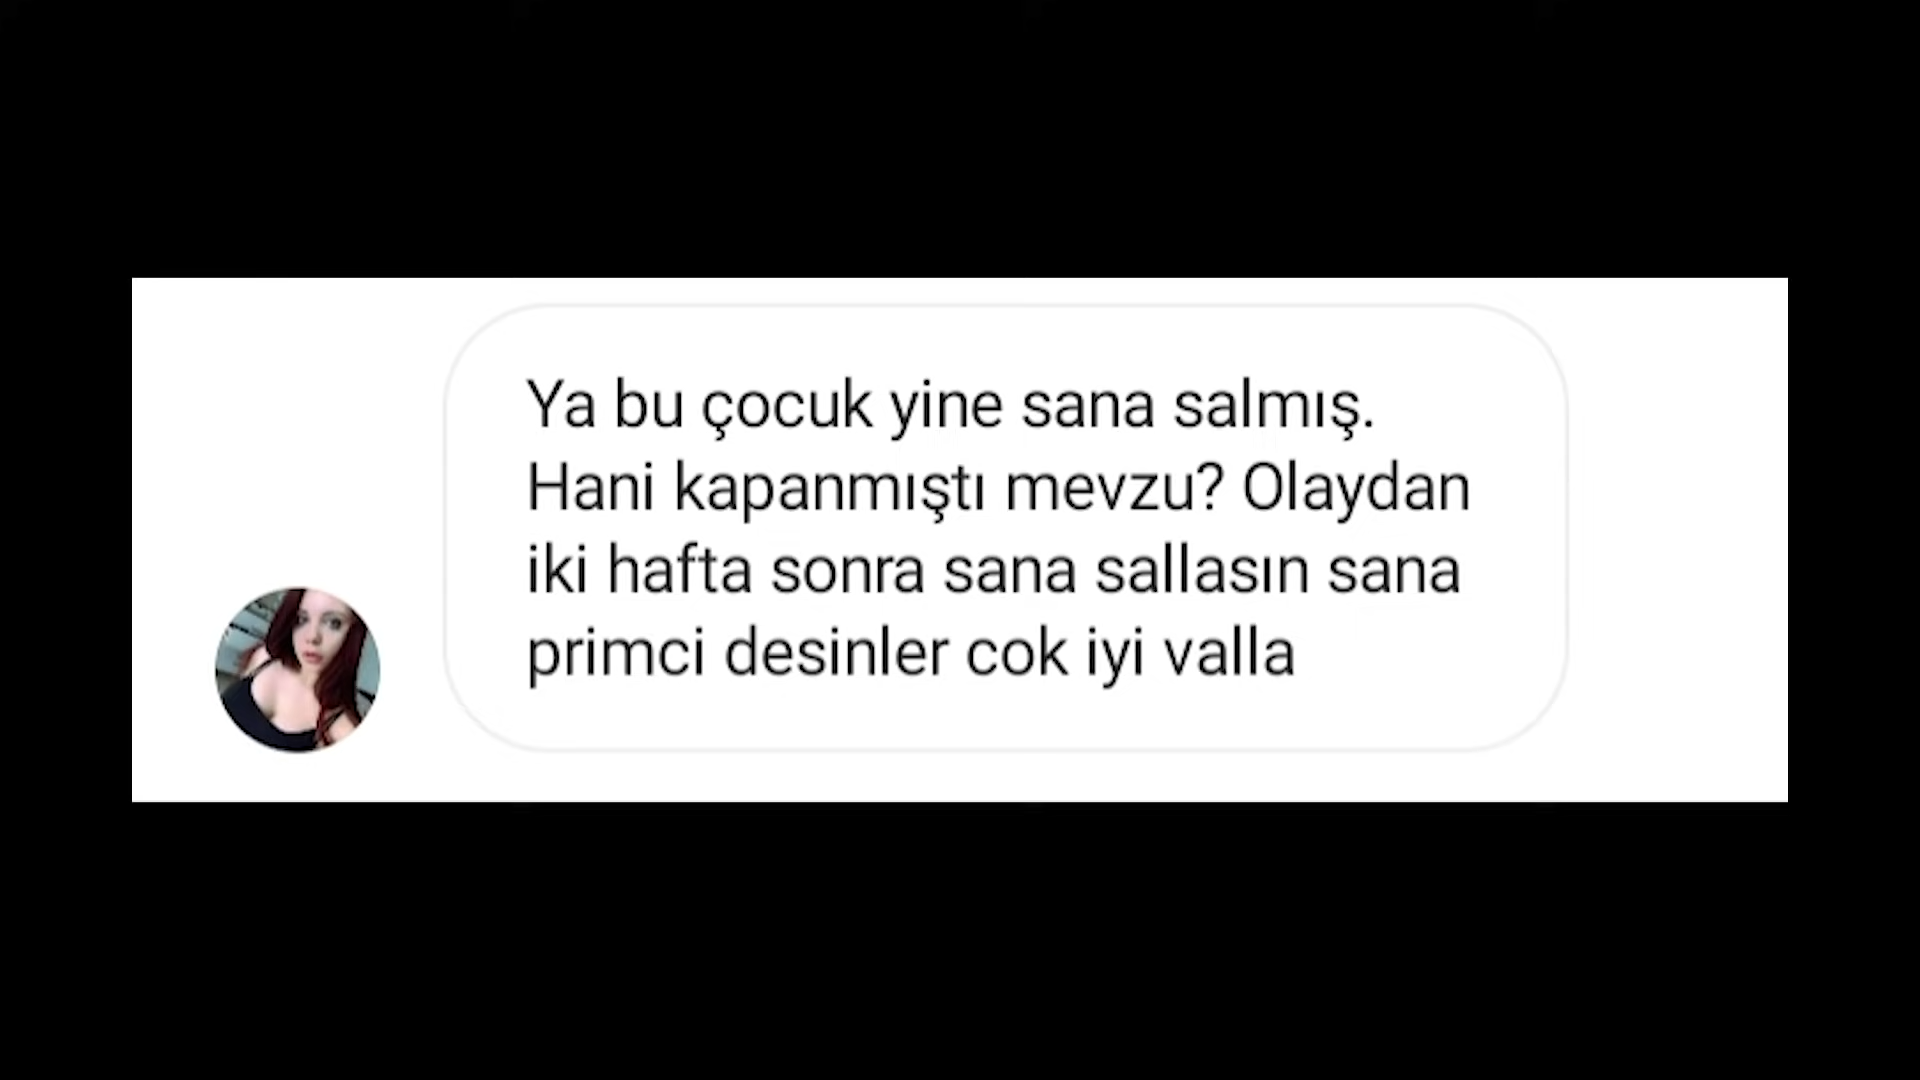 Ya bu çocuk yine sana salmış.
Hani kapanmıştı mevzu? Olaydan
iki hafta sonra sana sallasın sana
primci desinler cok iyi valla